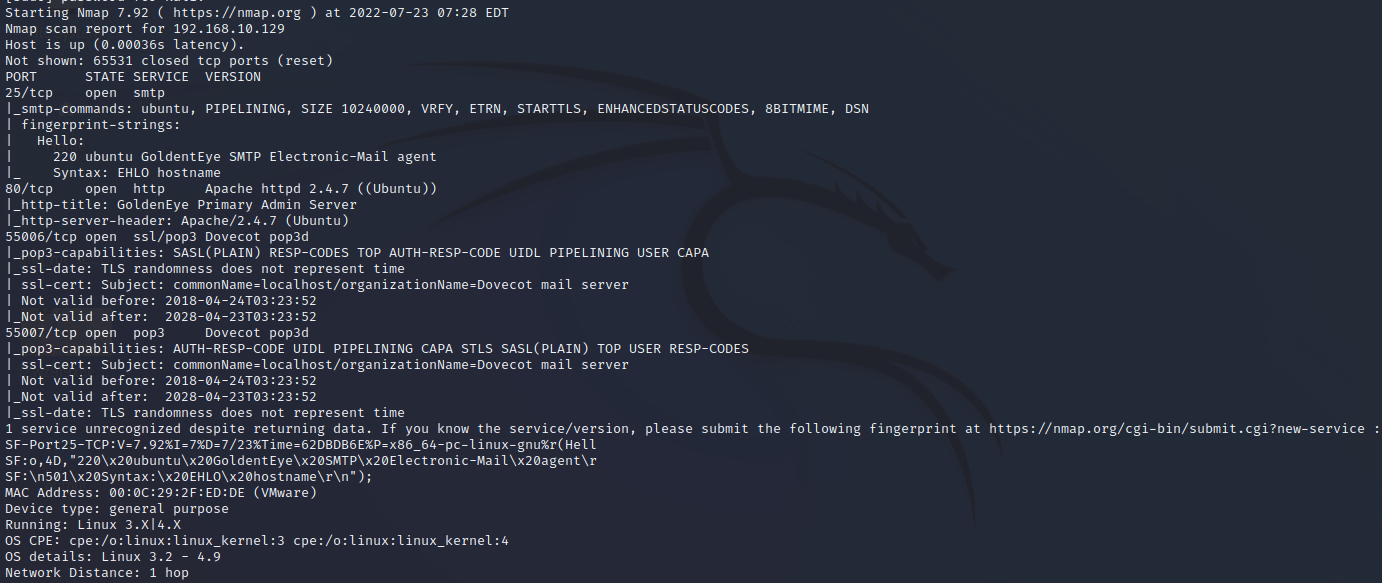 Starting Nmap 7.92 ( https://nmap.org ) at 2022-07-23 07:28 EDT
Nmap scan report for 192.168.10.129
Host is up (0.00036s latency).
Not shown: 65531 closed tcp ports (reset)
PORT      STATE SERVICE  VERSION
25/tcp    open  smtp
|_smtp-commands: ubuntu, PIPELINING, SIZE 10240000, VRFY, ETRN, STARTTLS, ENHANCEDSTATUSCODES, 8BITMIME, DSN
| fingerprint-strings:
|   Hello:
|     220 ubuntu GoldentEye SMTP Electronic-Mail agent
|_    Syntax: EHLO hostname
80/tcp    open  http     Apache httpd 2.4.7 ((Ubuntu))
|_http-title: GoldenEye Primary Admin Server
|_http-server-header: Apache/2.4.7 (Ubuntu)
55006/tcp open  ssl/pop3 Dovecot pop3d
|_pop3-capabilities: SASL(PLAIN) RESP-CODES TOP AUTH-RESP-CODE UIDL PIPELINING USER CAPA
|_ssl-date: TLS randomness does not represent time
| ssl-cert: Subject: commonName=localhost/organizationName=Dovecot mail server
| Not valid before: 2018-04-24T03:23:52
|_Not valid after:  2028-04-23T03:23:52
55007/tcp open  pop3     Dovecot pop3d
|_pop3-capabilities: AUTH-RESP-CODE UIDL PIPELINING CAPA STLS SASL(PLAIN) TOP USER RESP-CODES
| ssl-cert: Subject: commonName=localhost/organizationName=Dovecot mail server
| Not valid before: 2018-04-24T03:23:52
|_Not valid after:  2028-04-23T03:23:52
|_ssl-date: TLS randomness does not represent time
1 service unrecognized despite returning data. If you know the service/version, please submit the following fingerprint at https://nmap.org/cgi-bin/submit.cgi?new-service :
SF-Port25-TCP:V=7.92%I=7%D=7/23%Time=62DBDB6E%P=x86_64-pc-linux-gnu%r(Hell
SF:o,4D,"220\x20ubuntu\x20GoldentEye\x20SMTP\x20Electronic-Mail\x20agent\r
SF:\n501\x20Syntax:\x20EHLO\x20hostname\r\n");
MAC Address: 00:0C:29:2F:ED:DE (VMware)
Device type: general purpose
Running: Linux 3.X|4.X
OS CPE: cpe:/o:linux:linux_kernel:3 cpe:/o:linux:linux_kernel:4
OS details: Linux 3.2 - 4.9
Network Distance: 1 hop